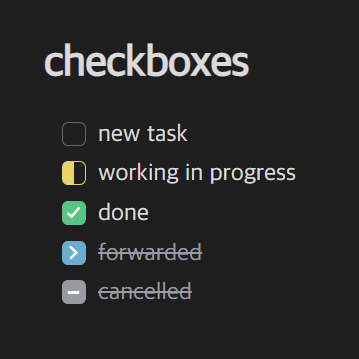 checkboxes
new task
working in progress
done
forwarded
cancelled